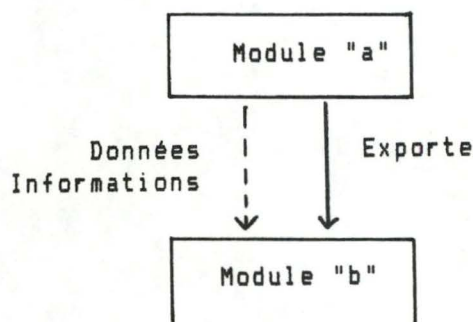 Module "a"
Données
Informations
Exporte
Module "b"